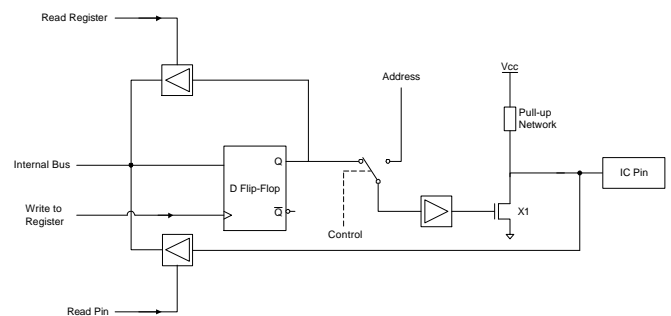 Read Register
Address
Vcc
Pull-up
Network
Internal Bus
Q
D Flip-Flop
IC Pin
Write to
Register
Q
X1
Control
Read Pin